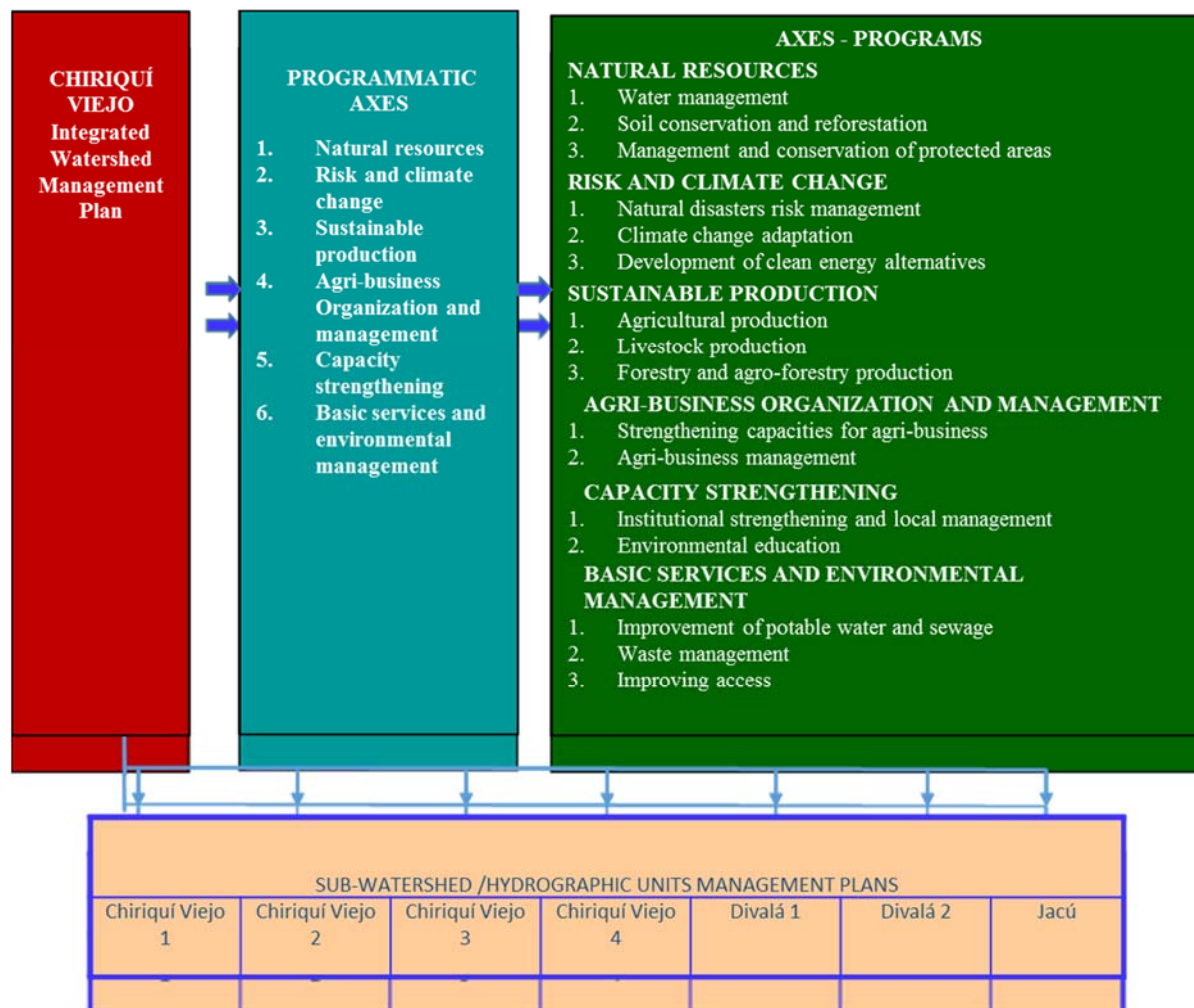 CHIRIQUÍ
VIEJO
Integrated
Watershed
Management
Plan
PROGRAMMATIC
AXES
1. Natural resources
2. Risk and climate
change
3. Sustainable
production
4. Agri-business
Organization and
management
5. Capacity
strengthening
6. Basic services and
environmental
management
AXES - PROGRAMS
NATURAL RESOURCES
1. Water management
2. Soil conservation and reforestation
3. Management and conservation of protected areas
RISK AND CLIMATE CHANGE
1. Natural disasters risk management
2. Climate change adaptation
3. Development of clean energy alternatives
SUSTAINABLE PRODUCTION
1. Agricultural production
2. Livestock production
3. Forestry and agro-forestry production
AGRI-BUSINESS ORGANIZATION AND MANAGEMENT
1. Strengthening capacities for agri-business
2. Agri-business management
CAPACITY STRENGTHENING
1. Institutional strengthening and local management
2. Environmental education
BASIC SERVICES AND ENVIRONMENTAL
MANAGEMENT
1. Improvement of potable water and sewage
2. Waste management
3. Improving access
SUB-WATERSHED /HYDROGRAPHIC UNITS MANAGEMENT PLANS
Chiriquí Viejo
1
Chiriquí Viejo
2
Chiriquí Viejo
3
Chiriquí Viejo
4
Divalá 1
Divalá 2
Jacú